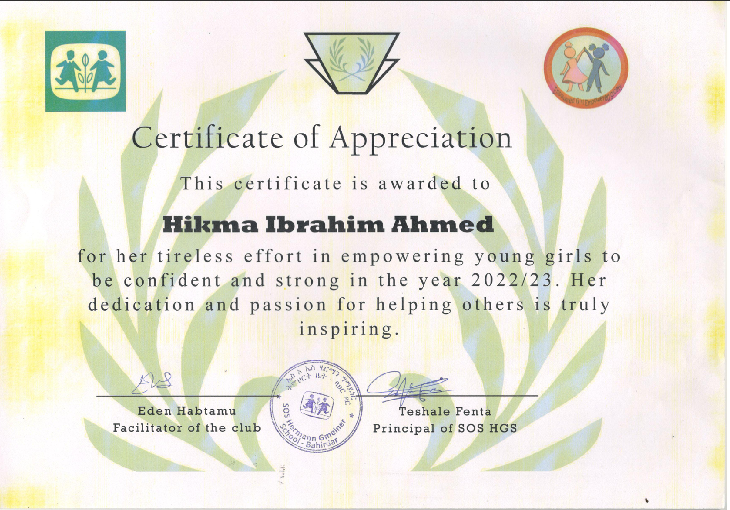 Certificate of Appreciation
This certificate is awarded to
Hikma Ibrahim Ahmed
for her tireless effort in empowering young girls to
be confident and strong in the year 2022/23. Her
dedication and passion for helping others is truly
inspiring.
Eden Habtamu
Facilitator of the club
SOS Hermann Gmeiner
School - Bahirdar
Teshale Fenta
Principal of SOS HGS